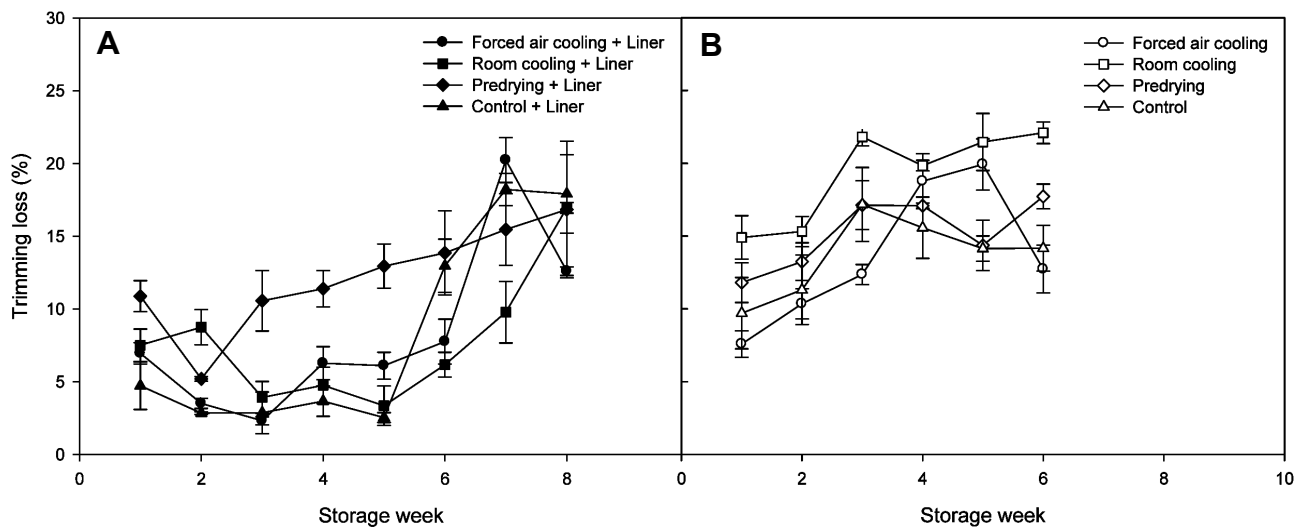 A
B
Forced air cooling + Liner
Room cooling + Liner
Predrying + Liner
Control + Liner
Forced air cooling
Room cooling
Predrying
Control
Trimming loss (%)
30
25
20
15
10
5
0
0 2 4 6 8 0 2 4 6 8 10
Storage week Storage week